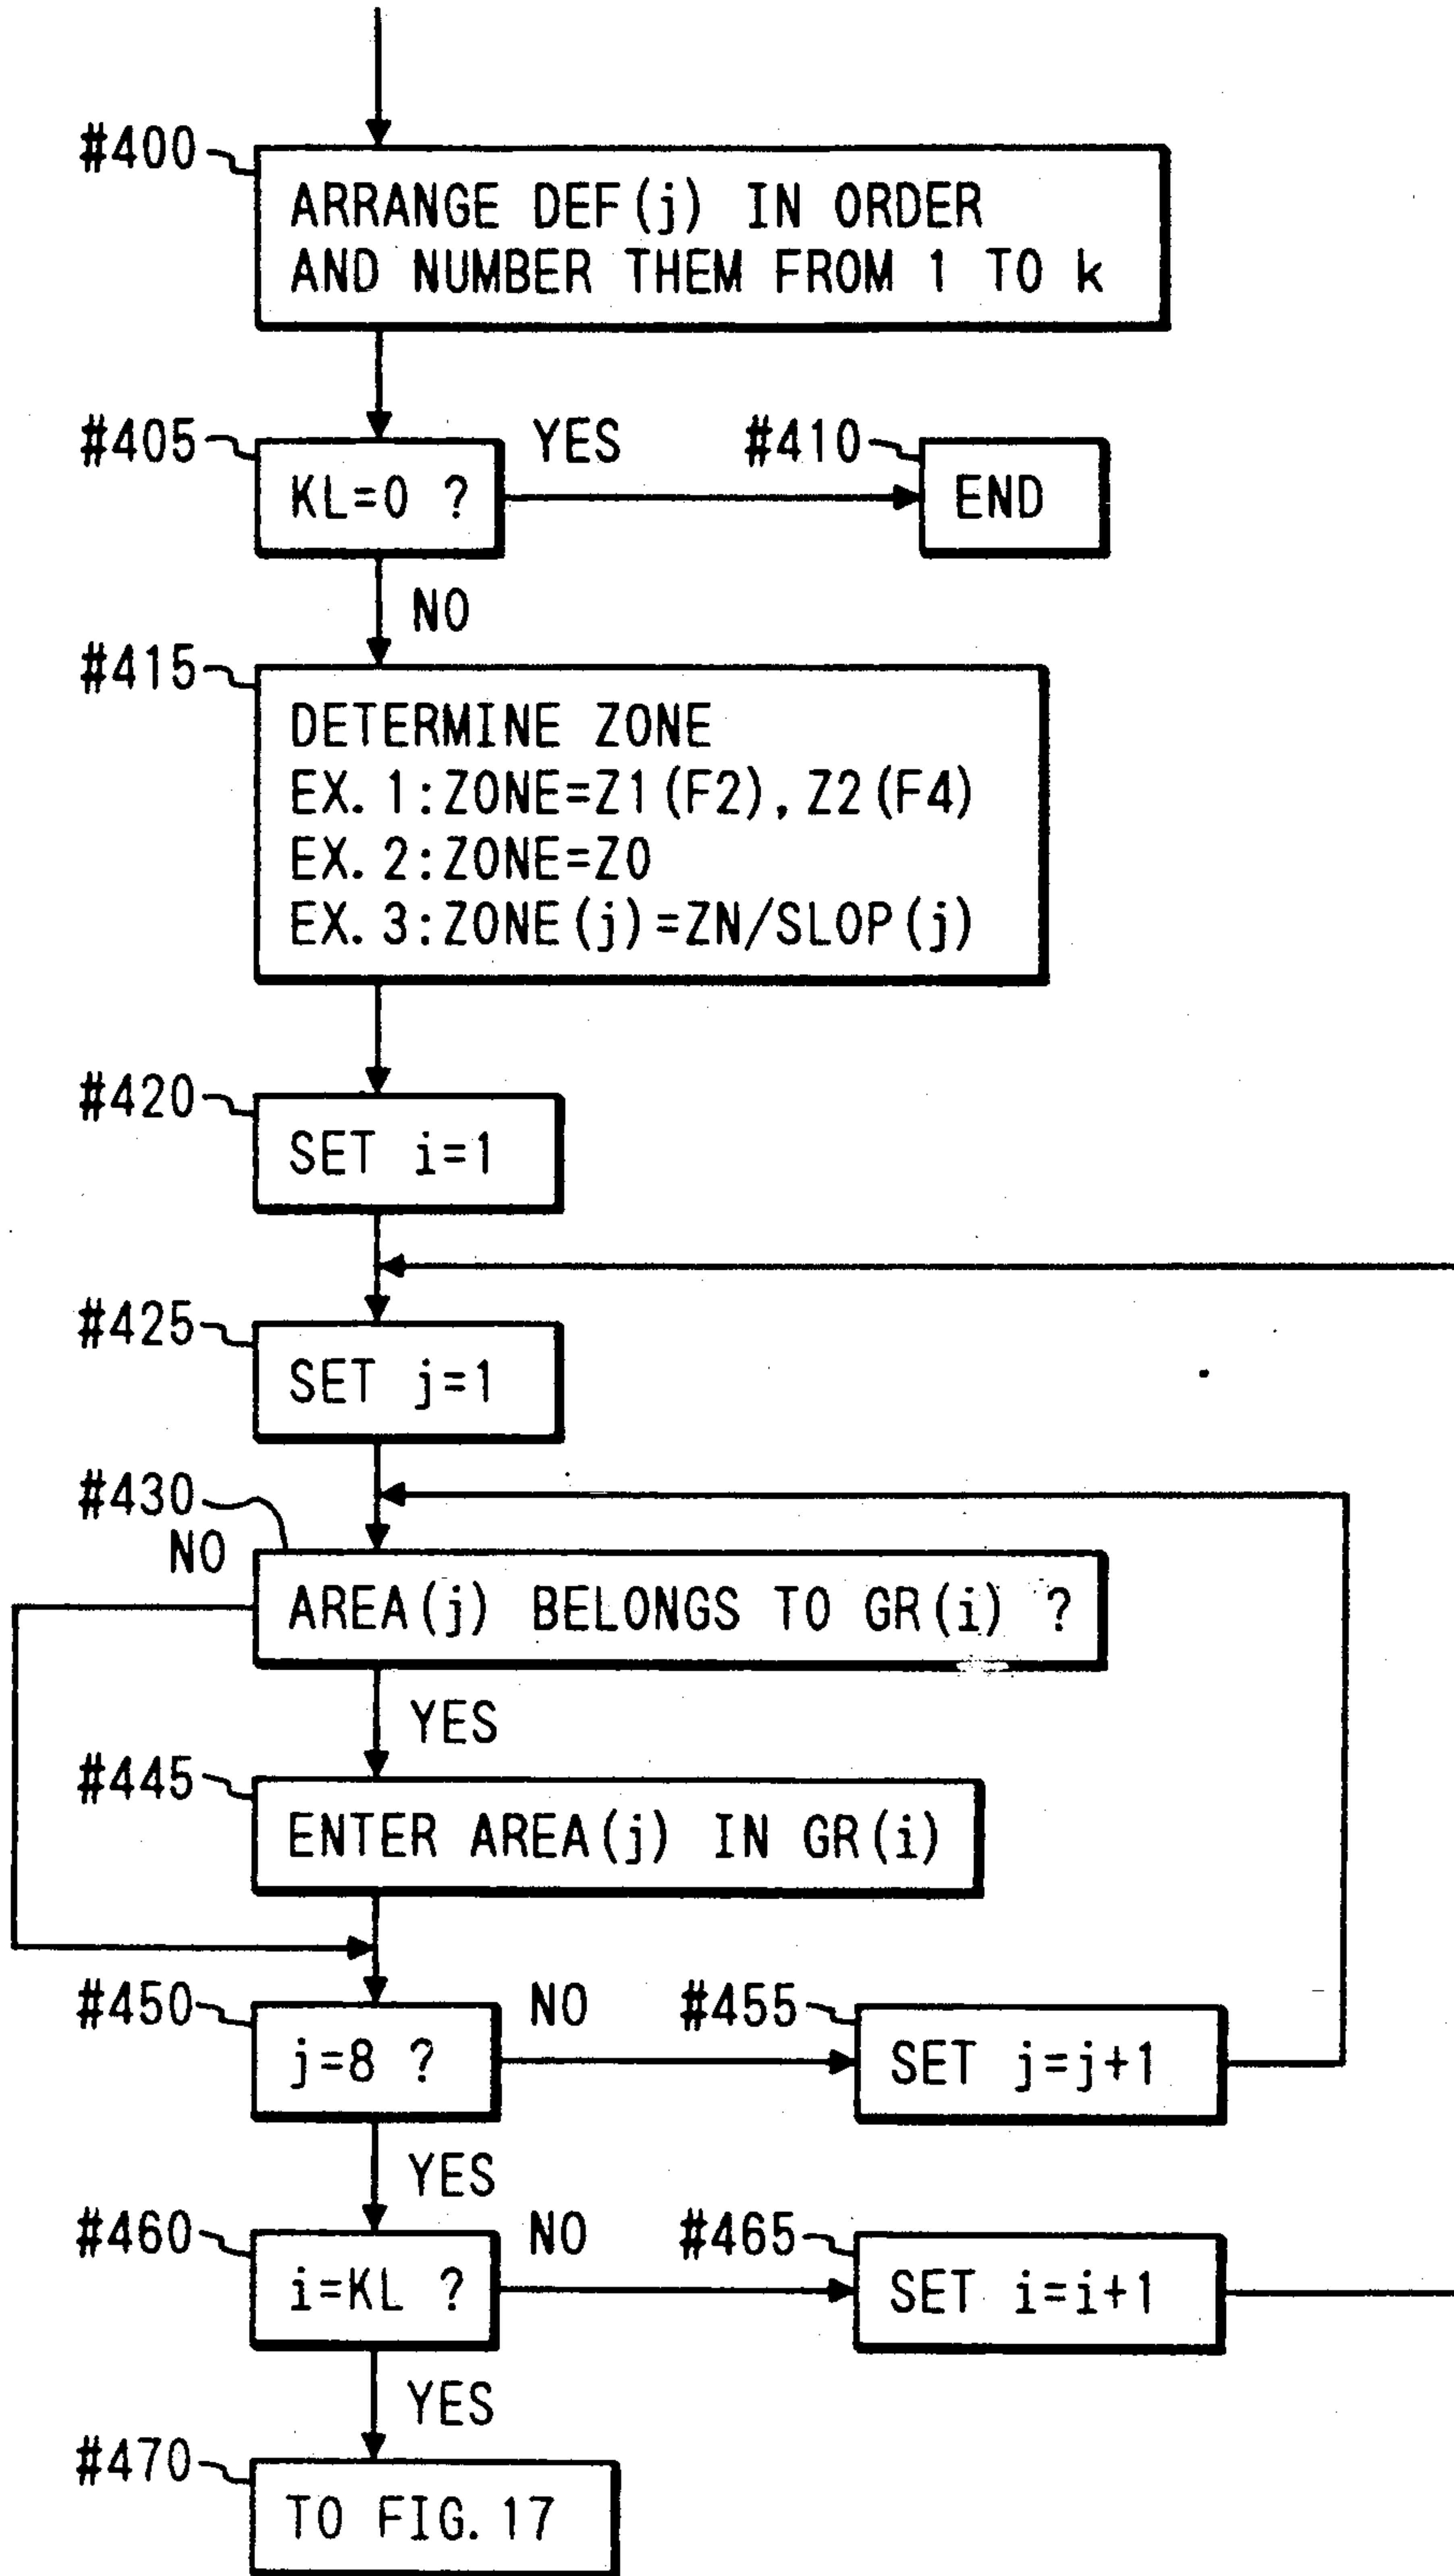 #400
ARRANGE DEF(j) IN ORDER
AND NUMBER THEM FROM 1 TO k
#405
KL=0 ?
YES
#410
END
NO
#415
DETERMINE ZONE
EX.1:ZONE=Z1(F2),Z2(F4)
EX.2:ZONE=Z0
EX.3:ZONE(j)=ZN/SLOP(j)
#420
SET i=1
#425
SET j=1
#430
NO
AREA(j) BELONGS TO GR(i) ?
YES
#445
ENTER AREA(j) IN GR(i)
#450
j=8 ?
NO
#455
SET j=j+1
YES
#460
i=KL ?
NO
#465
SET i=i+1
YES
#470
TO FIG.17